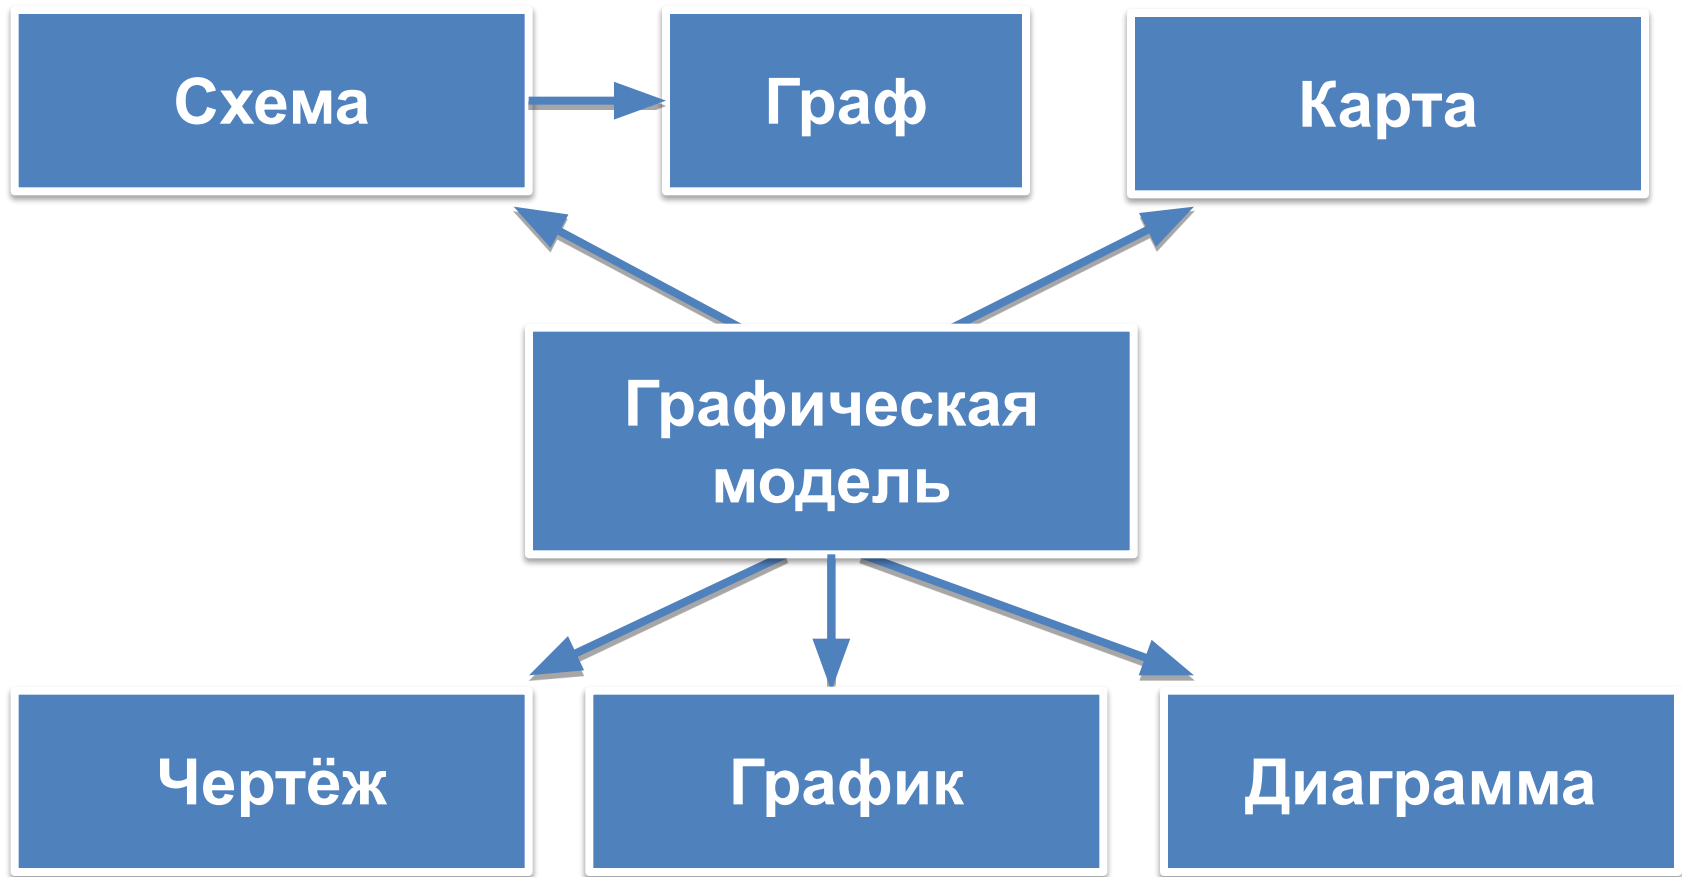 Схема
Граф
Карта
Графическая
модель
Чертёж
График
Диаграмма